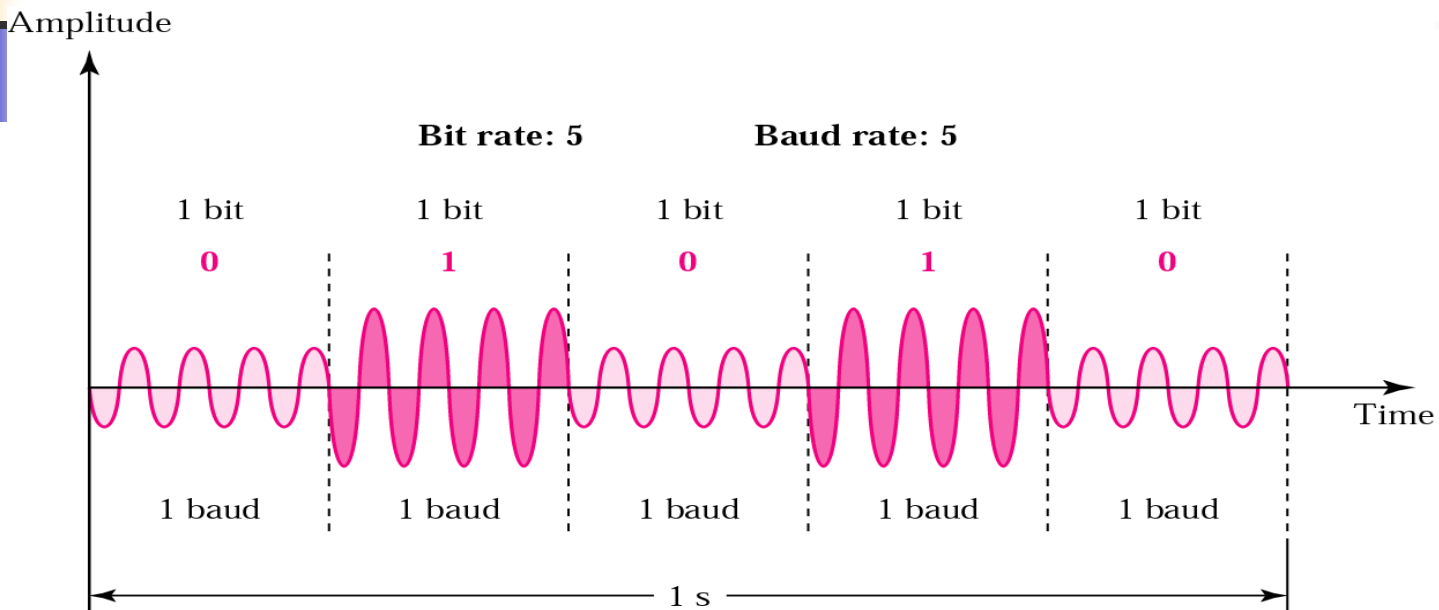 Amplitude
Bit rate: 5 Baud rate: 5
1 bit 1 bit 1 bit 1 bit 1 bit
0 1 0 1 0
Time
1 baud 1 baud 1 baud 1 baud 1 baud
1 s